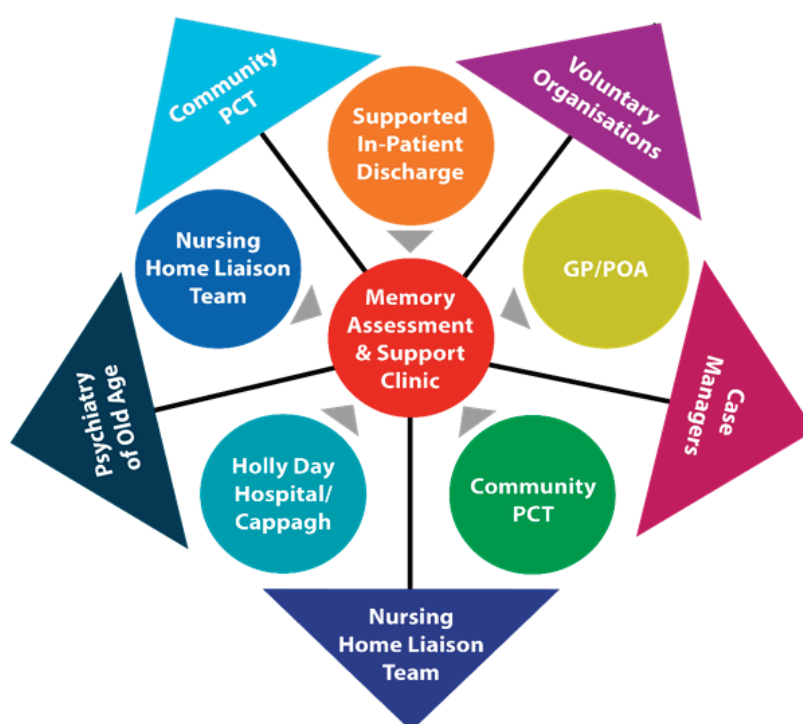 Community
PCT
Supported
In-Patient
Discharge
Voluntary
Organisations
Nursing
Home Liaison
Team
GP/POA
Memory
Assessment
& Support
Clinic
Psychiatry
of Old Age
Case
Managers
Holly Day
Hospital/
Cappagh
Community
PCT
Nursing
Home Liaison
Team